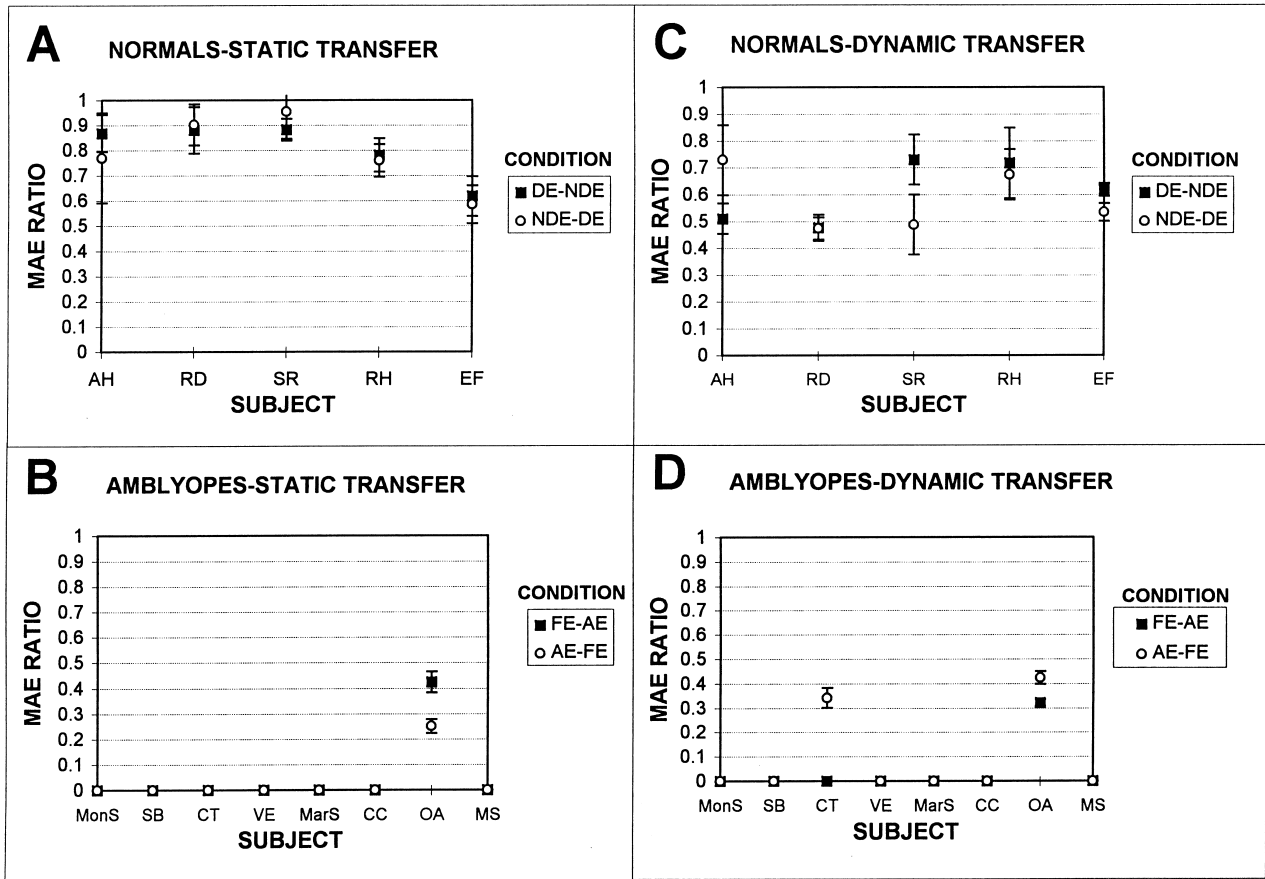 A
NORMALS-STATIC TRANSFER
MAE RATIO
1
0.9
0.8
0.7
0.6
0.5
0.4
0.3
0.2
0.1
0
AH RD SR RH EF
SUBJECT
CONDITION
DE-NDE
NDE-DE
C
NORMALS-DYNAMIC TRANSFER
MAE RATIO
1
0.9
0.8
0.7
0.6
0.5
0.4
0.3
0.2
0.1
0
AH RD SR RH EF
SUBJECT
CONDITION
DE-NDE
NDE-DE
B
AMBLYOPES-STATIC TRANSFER
MAE RATIO
1
0.9
0.8
0.7
0.6
0.5
0.4
0.3
0.2
0.1
0
MonS SB CT VE MarS CC OA MS
SUBJECT
CONDITION
FE-AE
AE-FE
D
AMBLYOPES-DYNAMIC TRANSFER
MAE RATIO
1
0.9
0.8
0.7
0.6
0.5
0.4
0.3
0.2
0.1
0
MonS SB CT VE MarS CC OA MS
SUBJECT
CONDITION
FE-AE
AE-FE